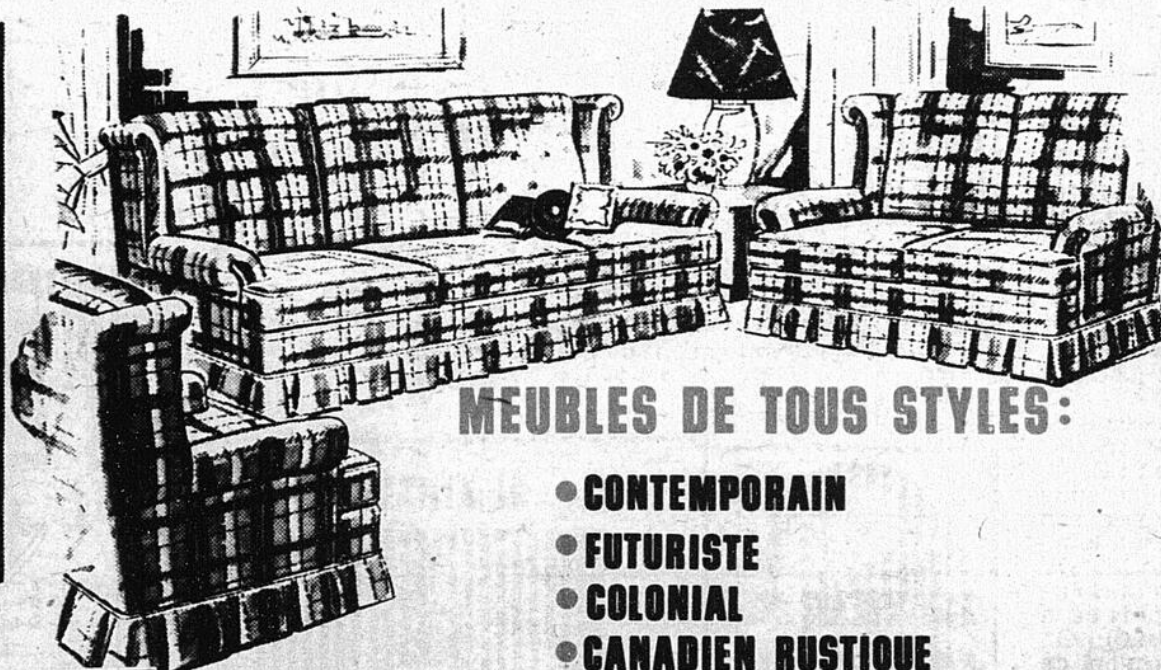 MEUBLES DE TOUS STYLES:
• CONTEMPORAIN
• FUTURISTE
• COLONIAL
• CANADIEN RUSTIQUE